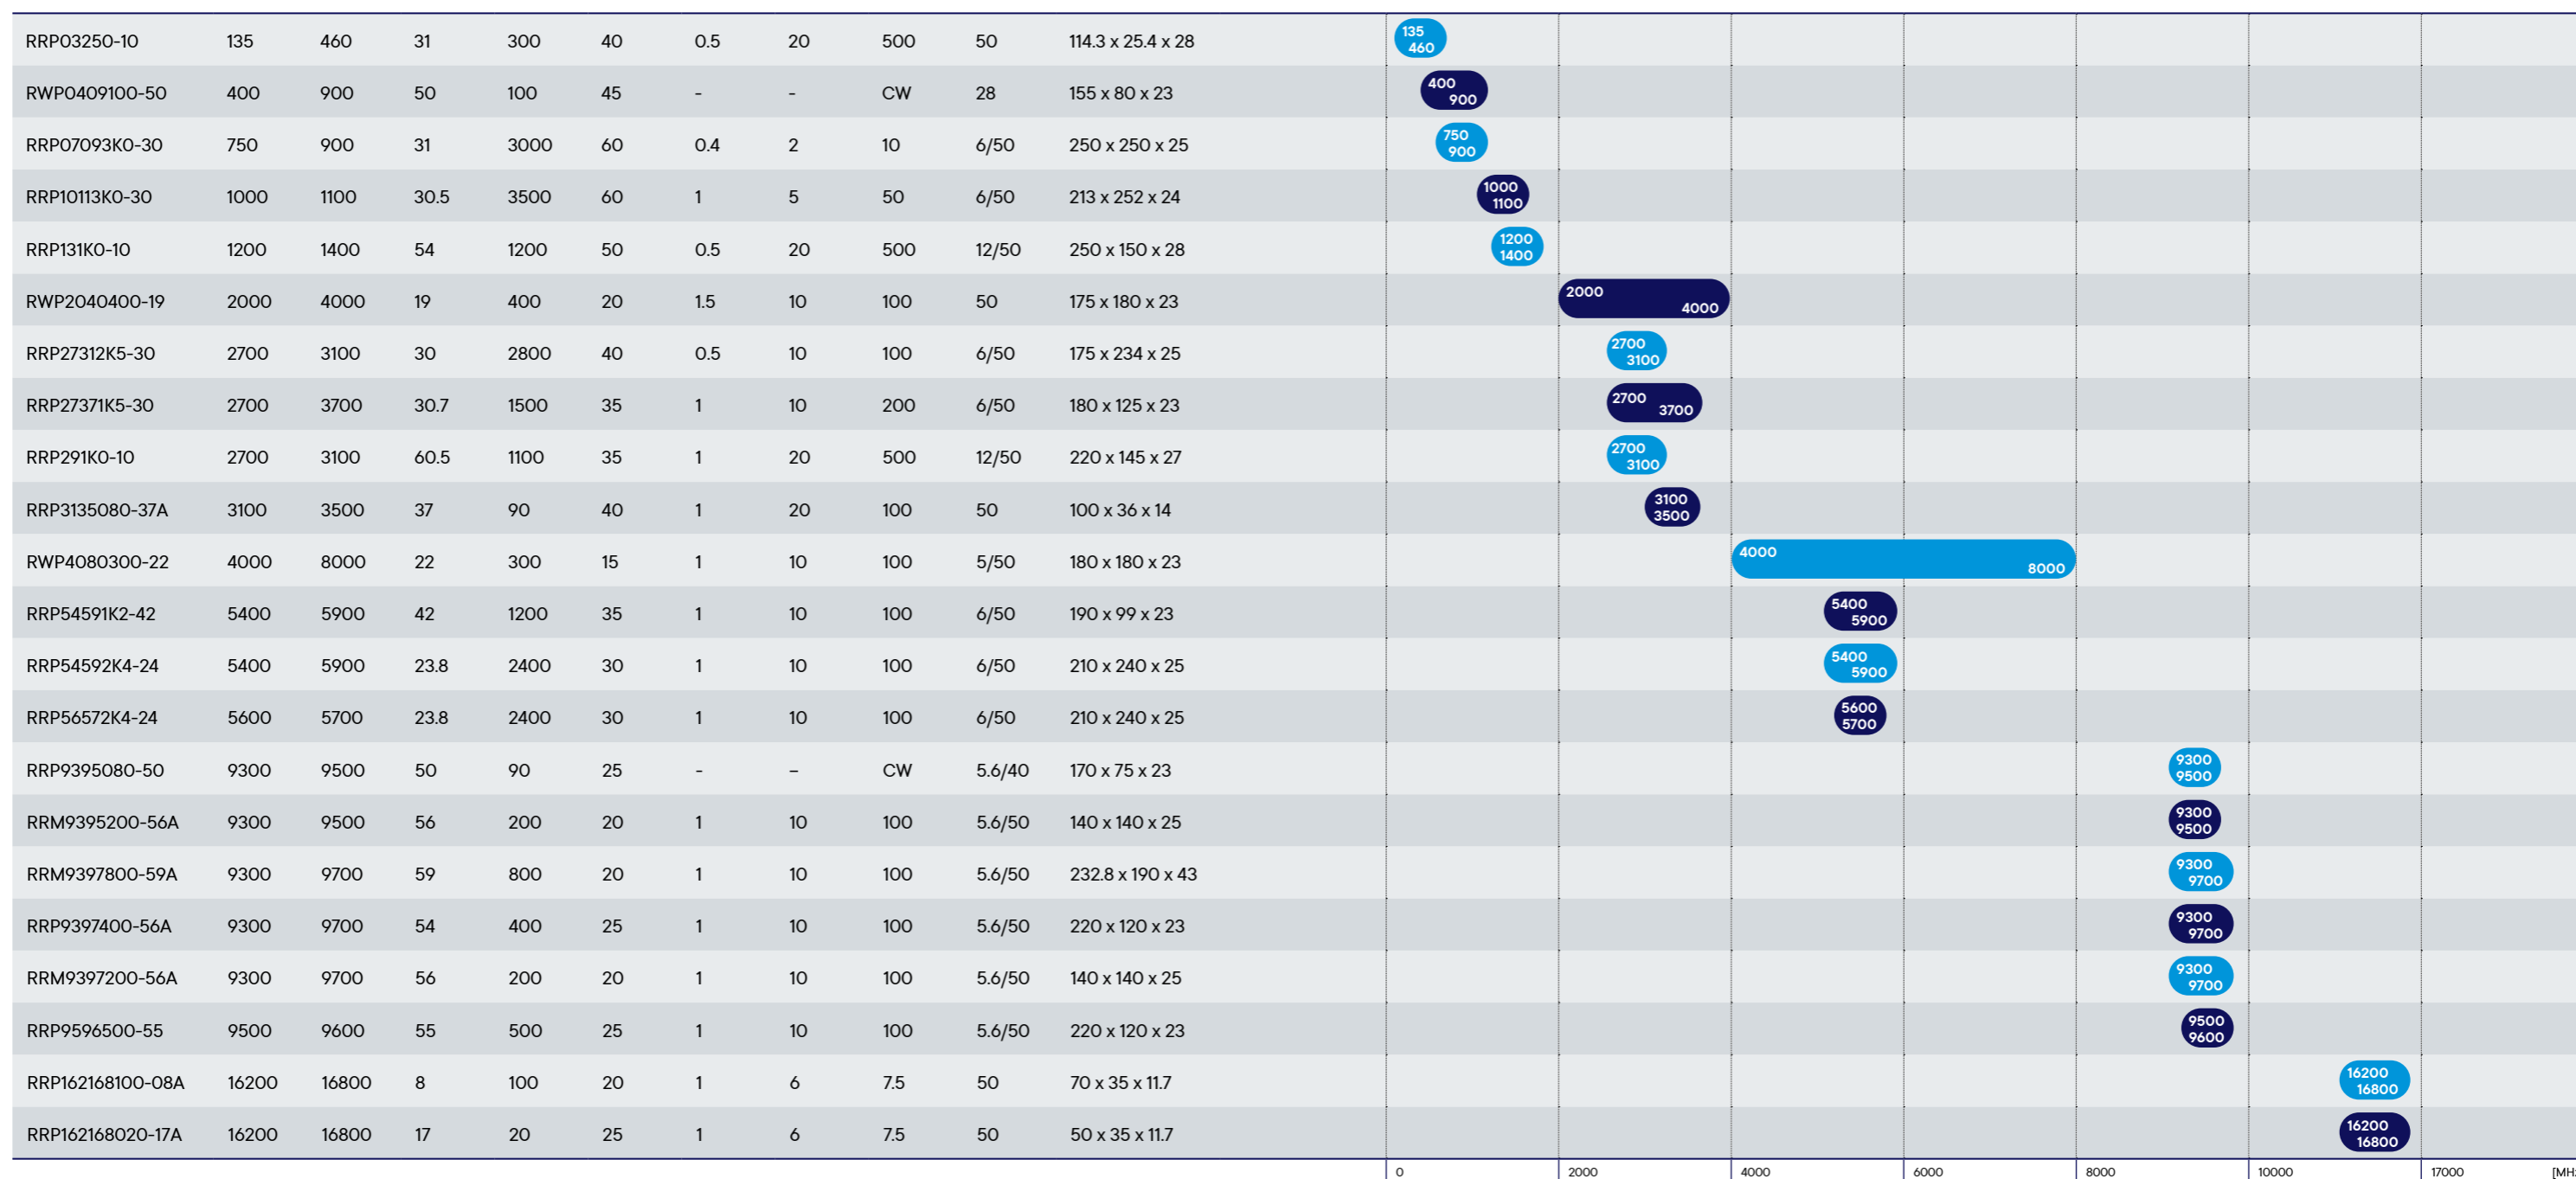 RRP03250-10 135 460 31 300 40 0.5 20 500 50 114.3 x 25.4 x 28 135 460
RWP0409100-50 400 900 50 100 45 - - CW 28 155 x 80 x 23 400 900
RRP07093K0-30 750 900 31 3000 60 0.4 2 10 6/50 250 x 250 x 25 750 900
RRP10113K0-30 1000 1100 30.5 3500 60 1 5 50 6/50 213 x 252 x 24 1000 1100
RRP131K0-10 1200 1400 54 1200 50 0.5 20 500 12/50 250 x 150 x 28 1200 1400
RWP2040400-19 2000 4000 19 400 20 1.5 10 100 50 175 x 180 x 23 2000 4000
RRP27312K5-30 2700 3100 30 2800 40 0.5 10 100 6/50 175 x 234 x 25 2700 3100
RRP27371K5-30 2700 3700 30.7 1500 35 1 10 200 6/50 180 x 125 x 23 2700 3700
RRP291K0-10 2700 3100 60.5 1100 35 1 20 500 12/50 220 x 145 x 27 2700 3100
RRP3135080-37A 3100 3500 37 90 40 1 20 100 50 100 x 36 x 14 3100 3500
RWP4080300-22 4000 8000 22 300 15 1 10 100 5/50 180 x 180 x 23 4000 8000
RRP54591K2-42 5400 5900 42 1200 35 1 10 100 6/50 190 x 99 x 23 5400 5900
RRP54592K4-24 5400 5900 23.8 2400 30 1 10 100 6/50 210 x 240 x 25 5400 5900
RRP56572K4-24 5600 5700 23.8 2400 30 1 10 100 6/50 210 x 240 x 25 5600 5700
RRP9395080-50 9300 9500 50 90 25 - – CW 5.6/40 170 x 75 x 23 9300 9500
RRM9395200-56A 9300 9500 56 200 20 1 10 100 5.6/50 140 x 140 x 25 9300 9500
RRM9397800-59A 9300 9700 59 800 20 1 10 100 5.6/50 232.8 x 190 x 43 9300 9700
RRP9397400-56A 9300 9700 54 400 25 1 10 100 5.6/50 220 x 120 x 23 9300 9700
RRM9397200-56A 9300 9700 56 200 20 1 10 100 5.6/50 140 x 140 x 25 9300 9700
RRP9596500-55 9500 9600 55 500 25 1 10 100 5.6/50 220 x 120 x 23 9500 9600
RRP162168100-08A 16200 16800 8 100 20 1 6 7.5 50 70 x 35 x 11.7 16200 16800
RRP162168020-17A 16200 16800 17 20 25 1 6 7.5 50 50 x 35 x 11.7 16200 16800
0 2000 4000 6000 8000 10000 17000